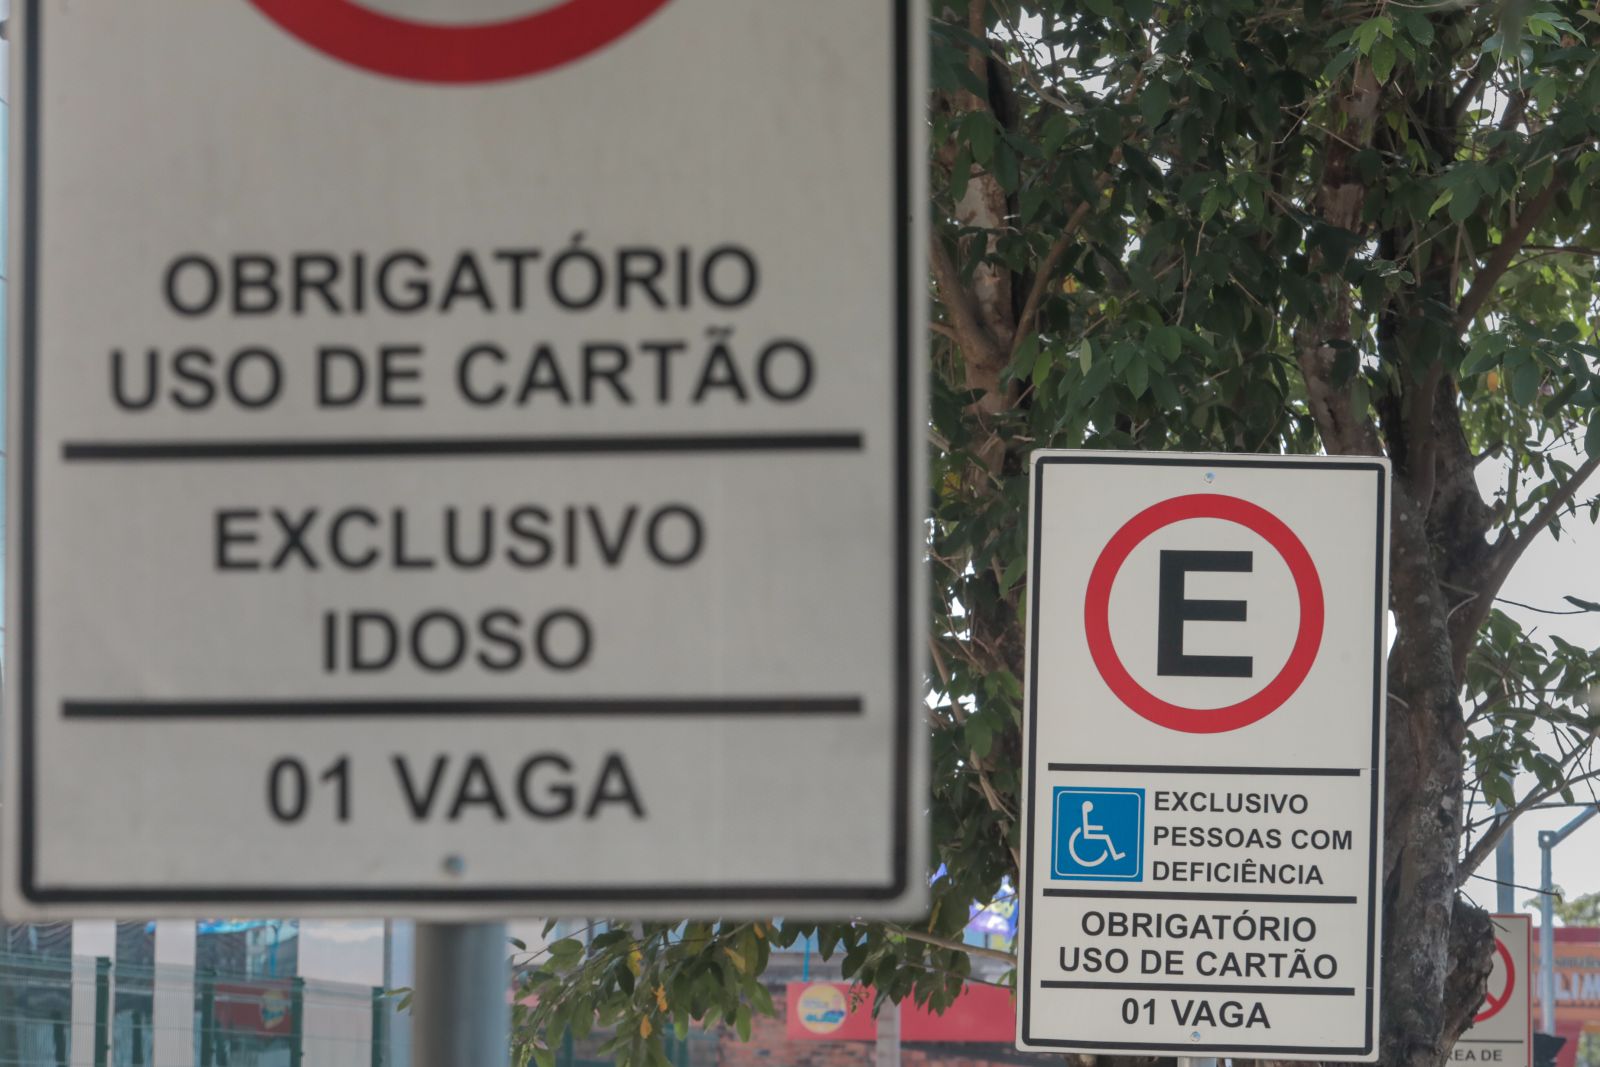 OBRIGATÓRIO
USO DE CARTÃO
EXCLUSIVO
IDOSO
01 VAGA
E
EXCLUSIVO
PESSOAS COM
DEFICIÊNCIA
OBRIGATÓRIO
USO DE CARTÃO
01 VAGA